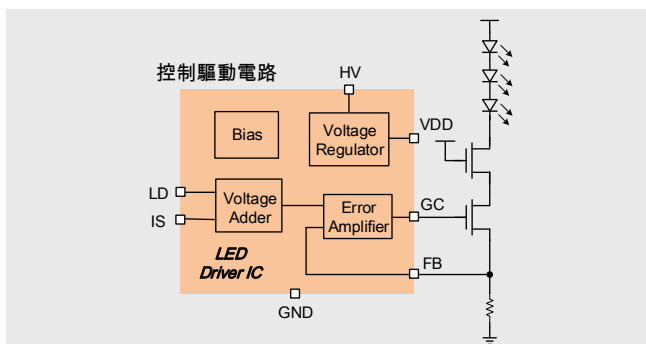 控制驅動電路
HV
Bias
Voltage
Regulator
VDD
LD
IS
Voltage
Adder
Error
Amplifier
GC
LED
Driver IC
FB
GND